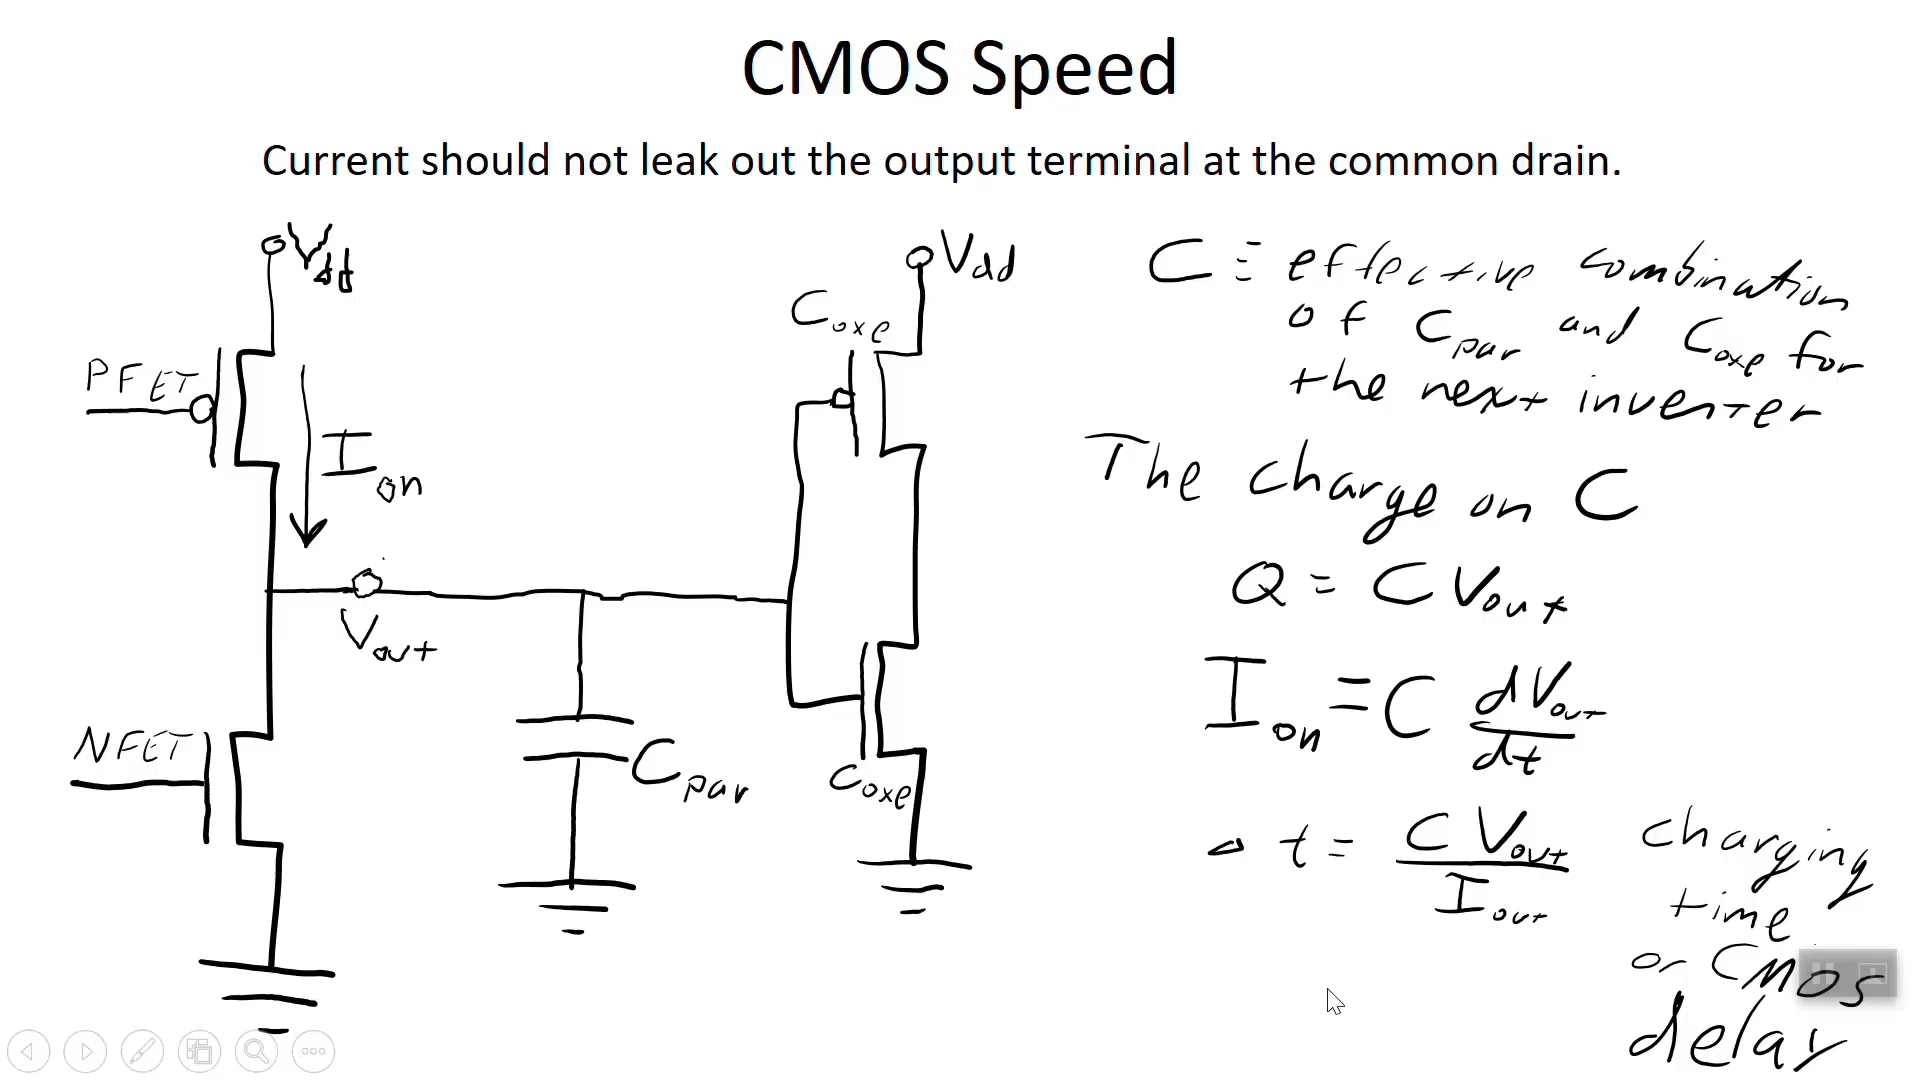 CMOS Speed
Current should not leak out the output terminal at the common drain.
Vdd
PFET
Ion
Vout
NFET
Cpar
Vdd
Coxe
Coxe
C ≡ effective combination
of Cpar and Coxe for
the next inverter
The charge on C
Q = C Vout
Ion = C dVout/dt
Δt = C Vout/Iout
charging
time
or CMOS
delay